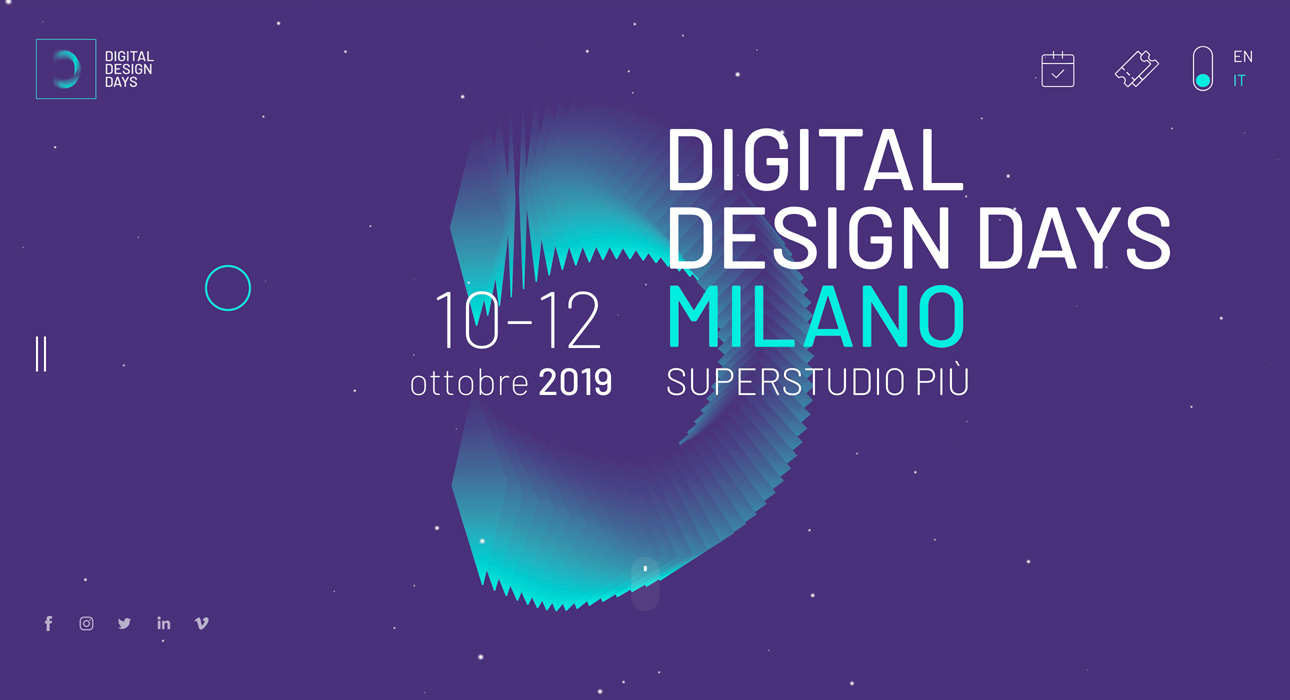 DIGITAL
DESIGN
DAYS
EN
IT
DIGITAL
DESIGN DAYS
MILANO
SUPERSTUDIO PIÙ
10–12
ottobre 2019